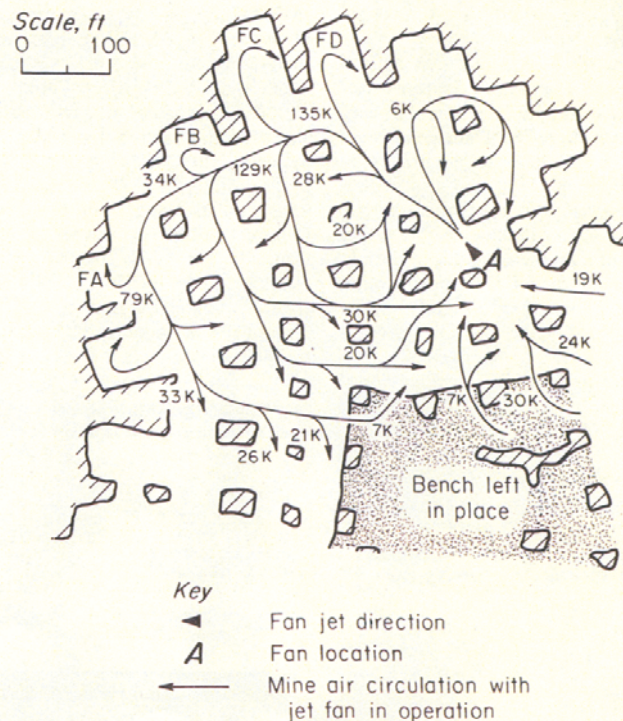 Scale, ft
0 100
FC
FD
135K
6K
FB
34K
129K
28K
20K
A
FA
79K
19K
30K
20K
24K
33K
7K
7K
30K
26K
21K
Bench left
in place
Key
Fan jet direction
A Fan location
Mine air circulation with
jet fan in operation